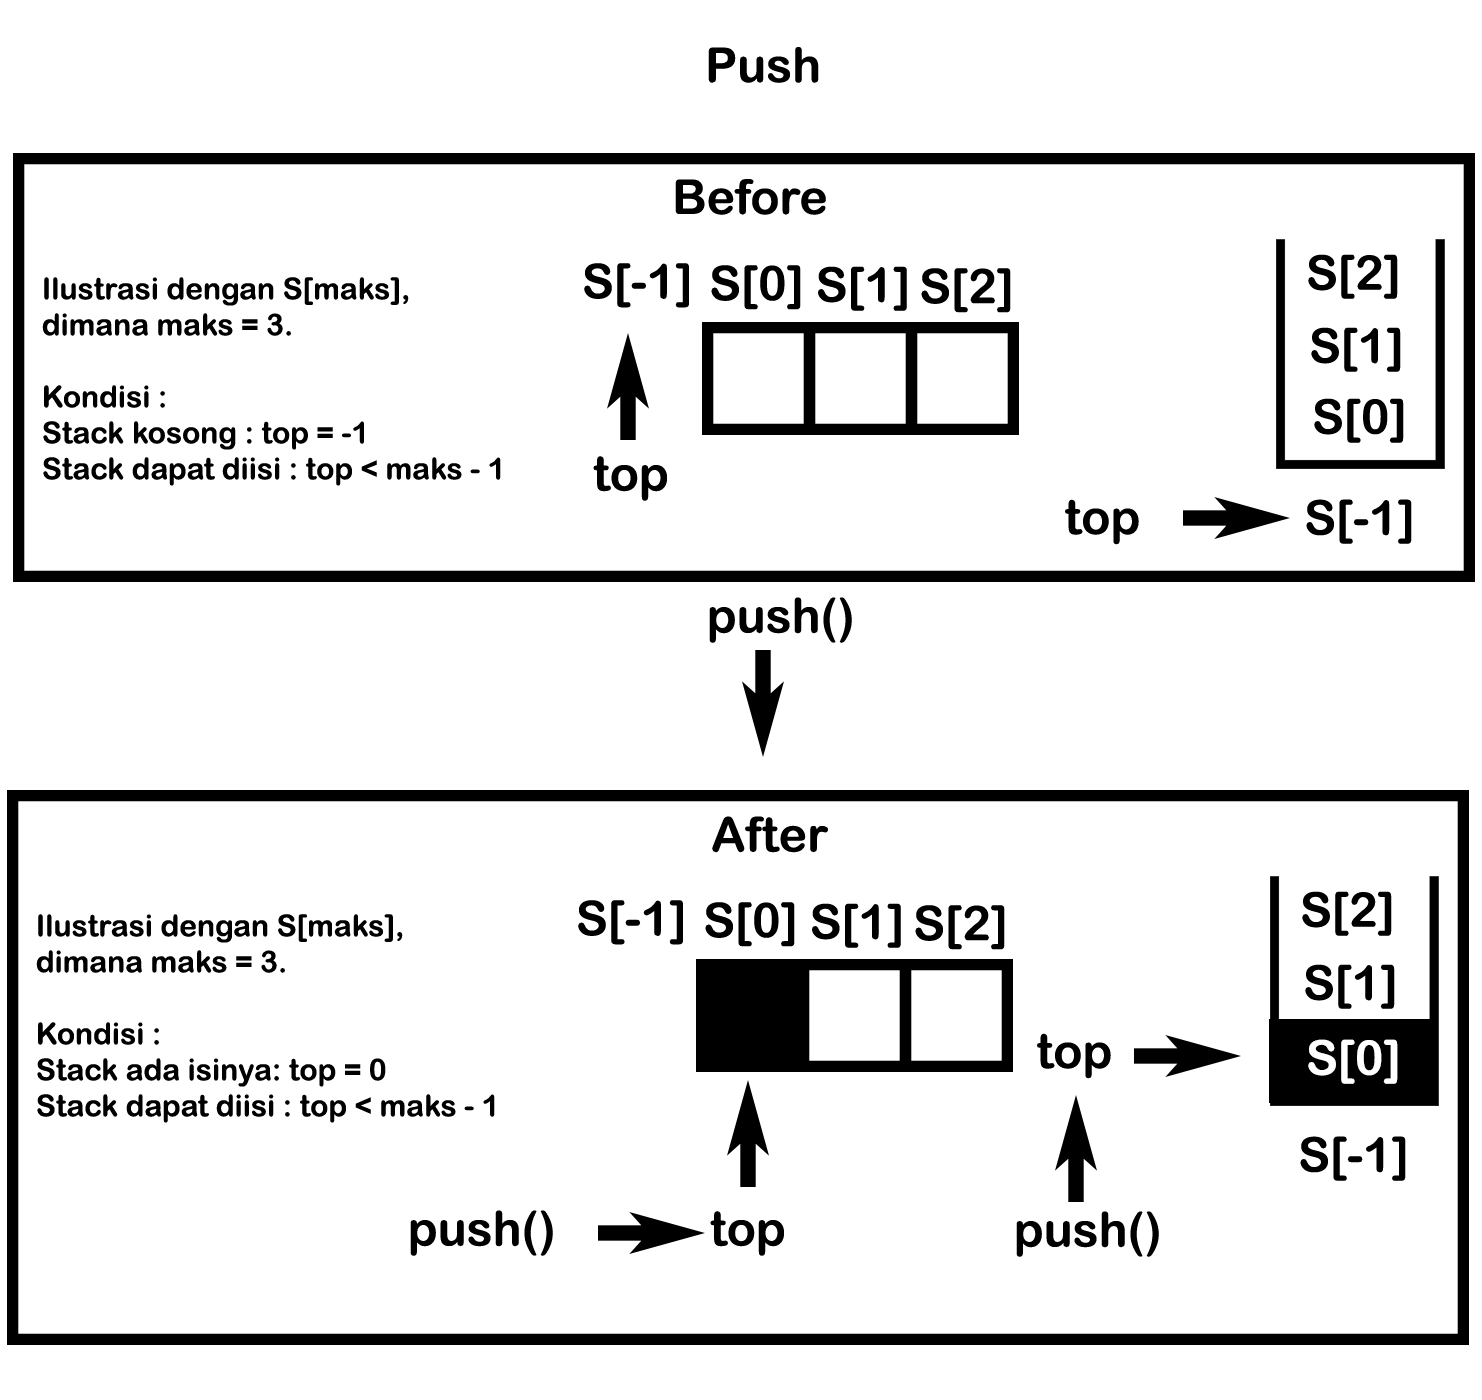 Push
Before
Ilustrasi dengan S[maks],
dimana maks = 3.
Kondisi :
Stack kosong : top = -1
Stack dapat diisi : top < maks - 1
S[-1] S[0] S[1] S[2]
top
S[2]
S[1]
S[0]
top S[-1]
push()
After
Ilustrasi dengan S[maks],
dimana maks = 3.
Kondisi :
Stack ada isinya: top = 0
Stack dapat diisi : top < maks - 1
S[-1] S[0] S[1] S[2]
push() top
S[2]
S[1]
top S[0]
S[-1]
push()